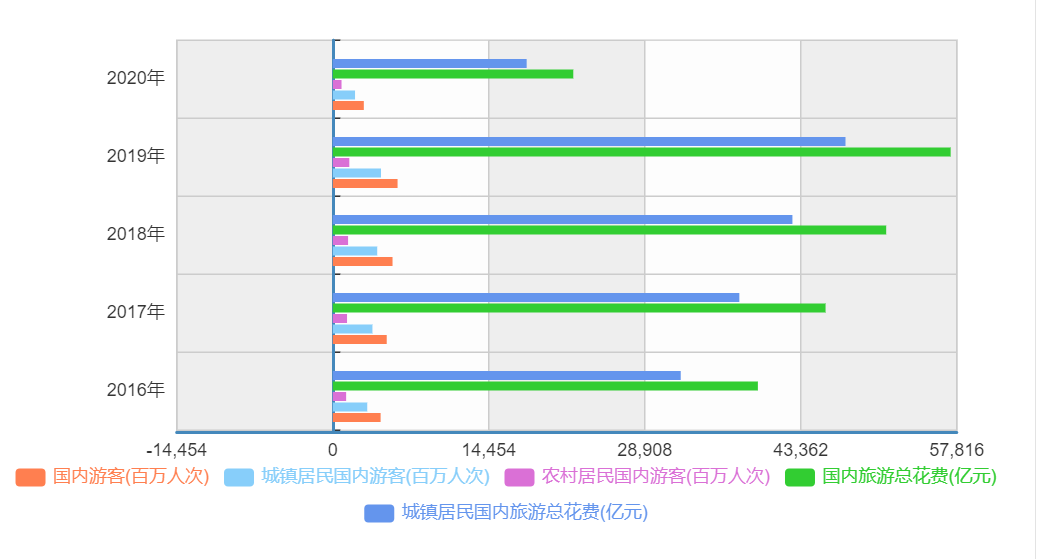 2020年
2019年
2018年
2017年
2016年
-14,454 0 14,454 28,908 43,362 57,816
国内游客(百万人次) 城镇居民国内游客(百万人次) 农村居民国内游客(百万人次) 国内旅游总花费(亿元)
城镇居民国内旅游总花费(亿元)